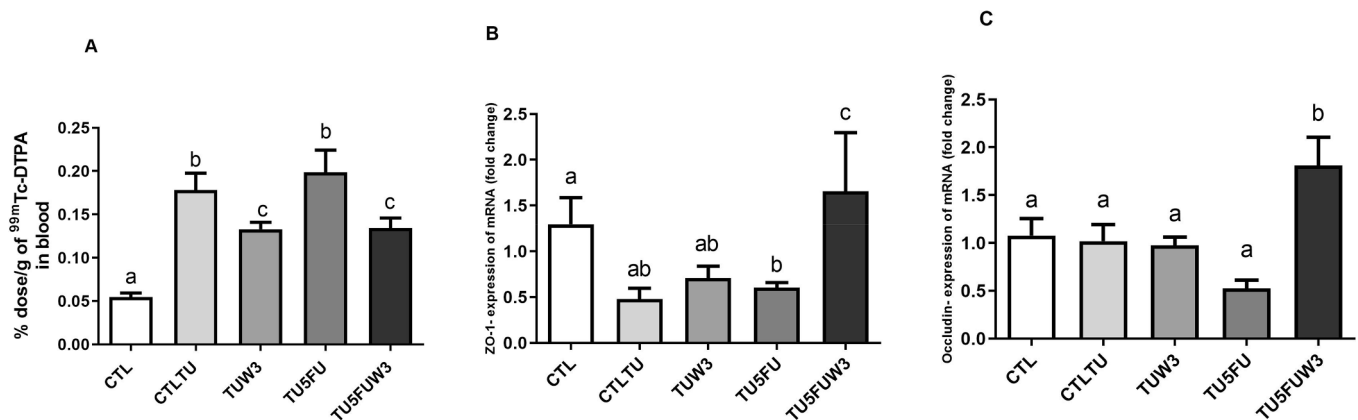 A
% dose/g of 99mTc-DTPA
in blood
0.25
0.20
0.15
0.10
0.05
0.00
a
b
c
b
c
CTL
CTLTU
TUW3
TU5FU
TU5FUW3
B
ZO-1- expression of mRNA (fold change)
2.5
2.0
1.5
1.0
0.5
0.0
a
ab
ab
b
c
CTL
CTLTU
TUW3
TU5FU
TU5FUW3
C
Occludin- expression of mRNA (fold change)
2.5
2.0
1.5
1.0
0.5
0.0
a
a
a
a
b
CTL
CTLTU
TUW3
TU5FU
TU5FUW3